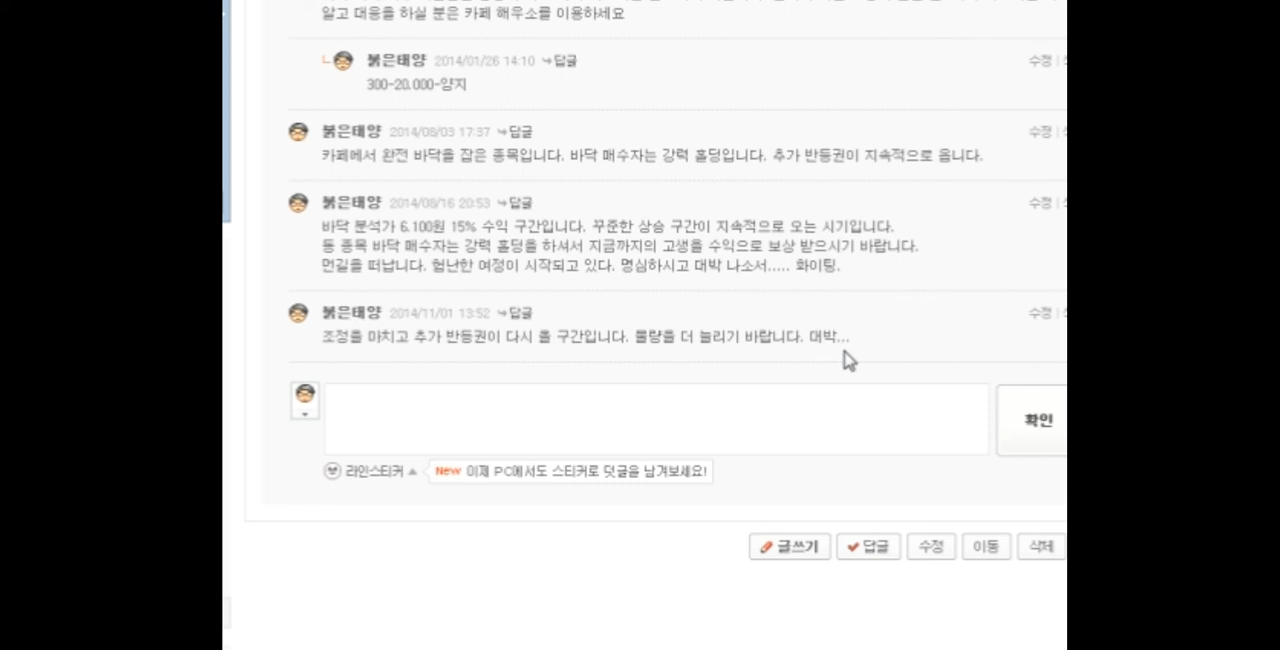 알고 대응을 하실 분은 카페 해우소를 이용하세요
붉은태양 2014/01/26 14:10 답글 수정
300-20.000-양지
붉은태양 2014/08/03 17:37 답글 수정
카페에서 완전 바닥을 잡은 종목입니다. 바닥 매수자는 강력 홀딩입니다. 추가 반등권이 지속적으로 옵니다.
붉은태양 2014/08/16 20:53 답글 수정
바닥 분석가 6.100원 15% 수익 구간입니다. 꾸준한 상승 구간이 지속적으로 오는 시기입니다.
동 종목 바닥 매수자는 강력 홀딩을 하셔서 지금까지의 고생을 수익으로 보상 받으시기 바랍니다.
먼길을 떠납니다. 험난한 여정이 시작되고 있다. 명심하시고 대박 나소서..... 화이팅.
붉은태양 2014/11/01 13:52 답글 수정
조정을 마치고 추가 반등권이 다시 올 구간입니다. 물량을 더 늘리기 바랍니다. 대박...
확인
라인스티커 New 이제 PC에서도 스티커로 덧글을 남겨보세요!
글쓰기 답글 수정 이동 삭제